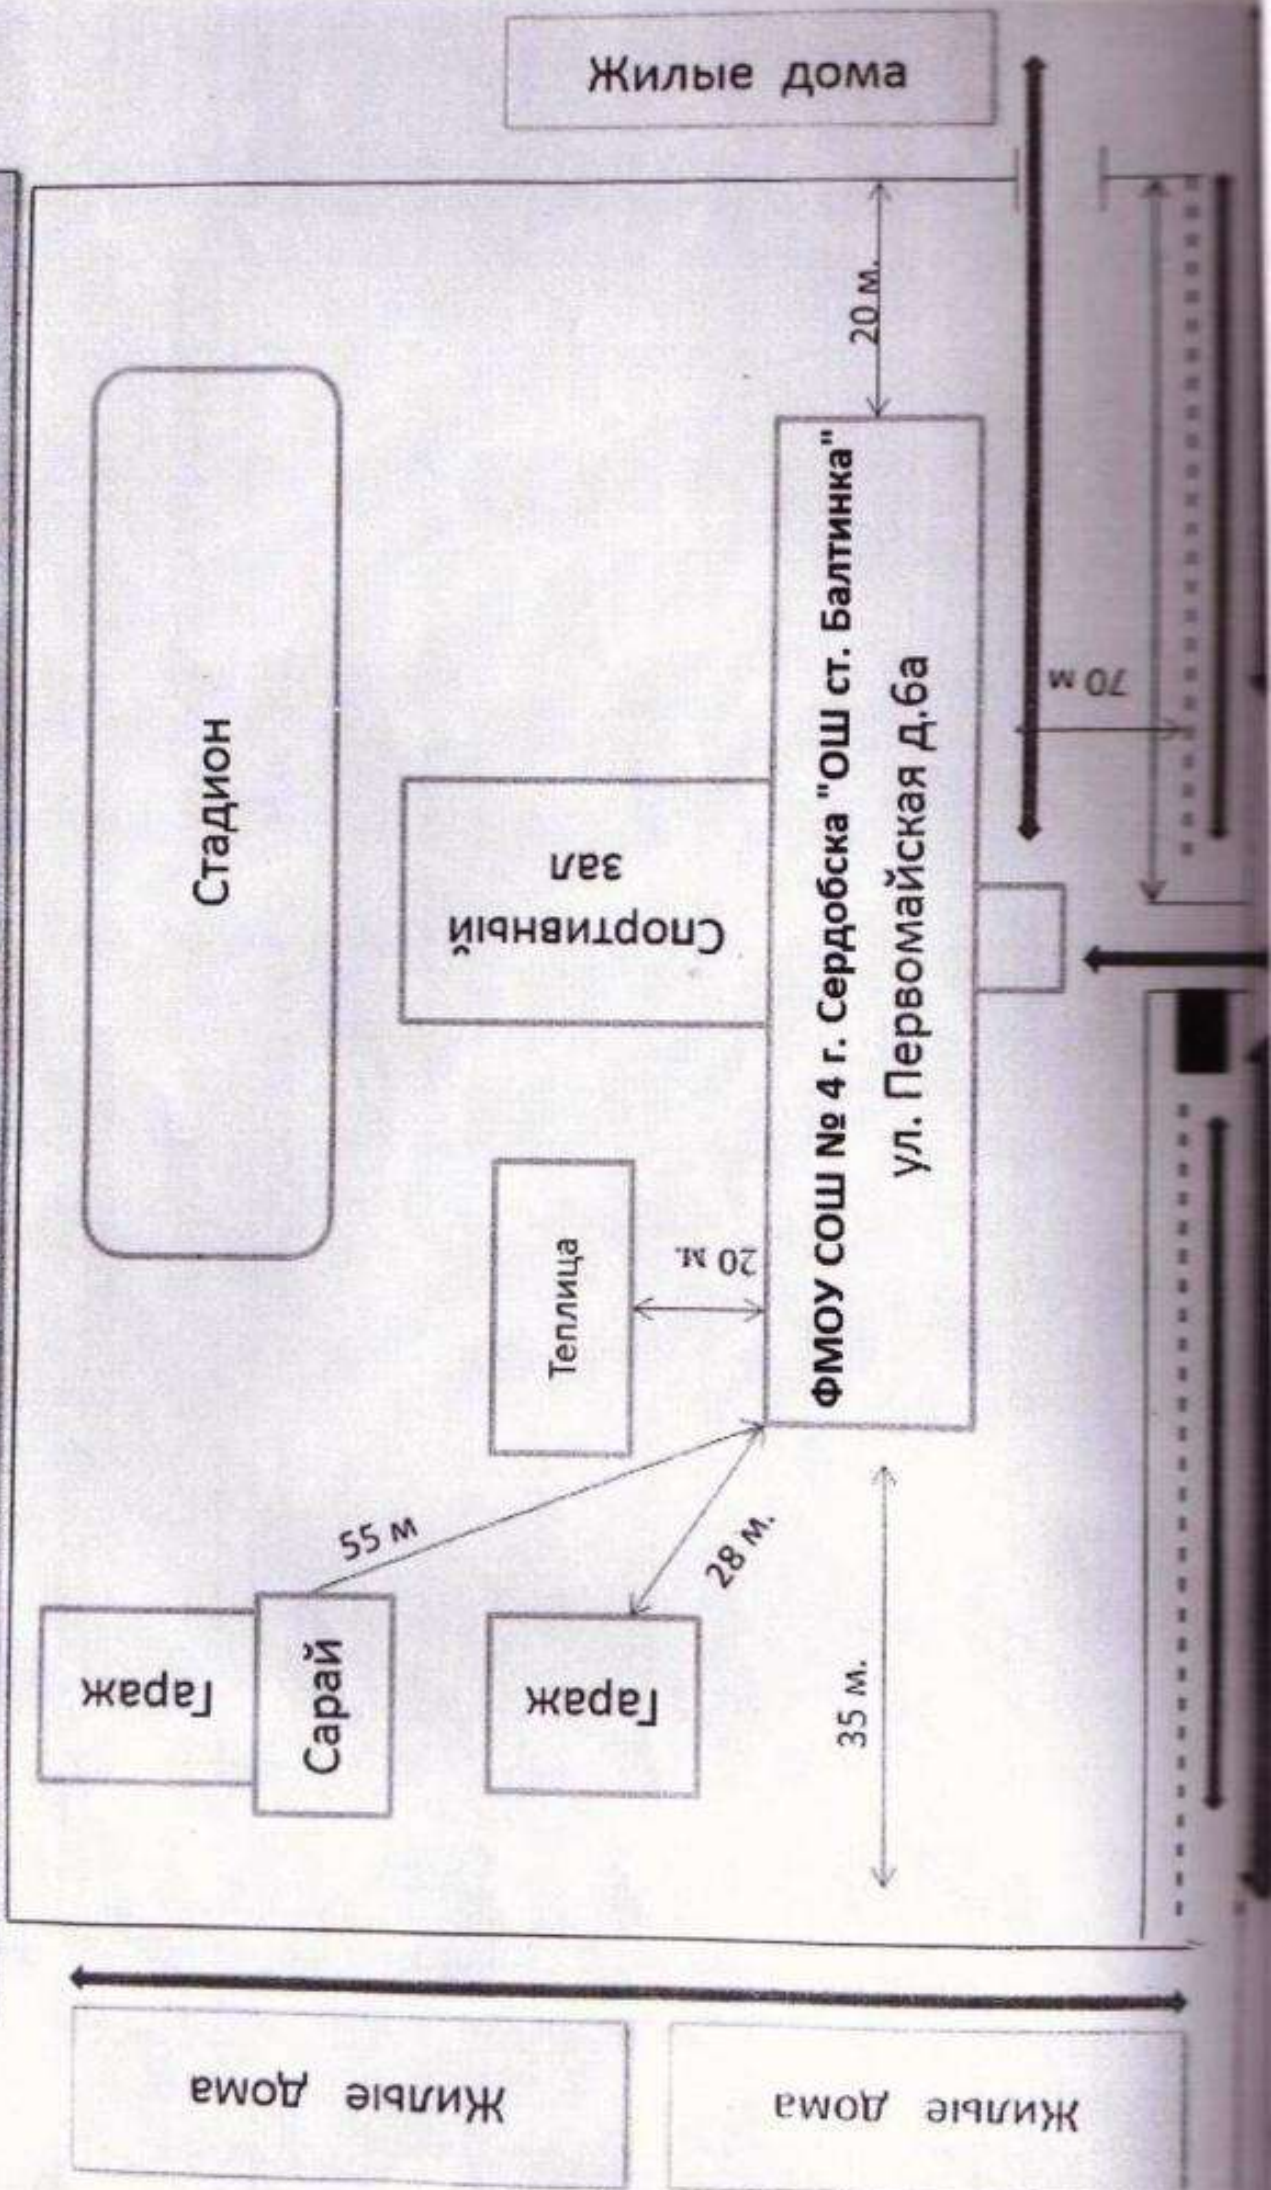 Жилые дома
20 м.
Стадион
Спортивный
зал
ФМОУ СОШ № 4 г. Сердобска "ОШ ст. Балтинка"
ул. Первомайская д.6а
70 м
Теплица
20 м.
55 м
28 м.
Гараж
Сарай
Гараж
35 м.
Жилые дома
Жилые дома